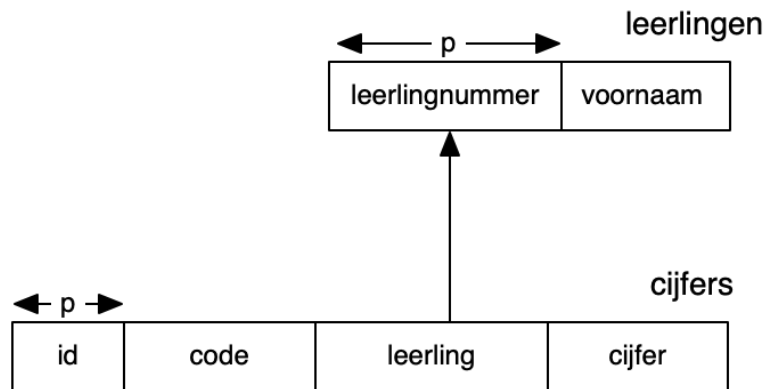 leerlingen
p
leerlingnummer voornaam
cijfers
p
id code leerling cijfer